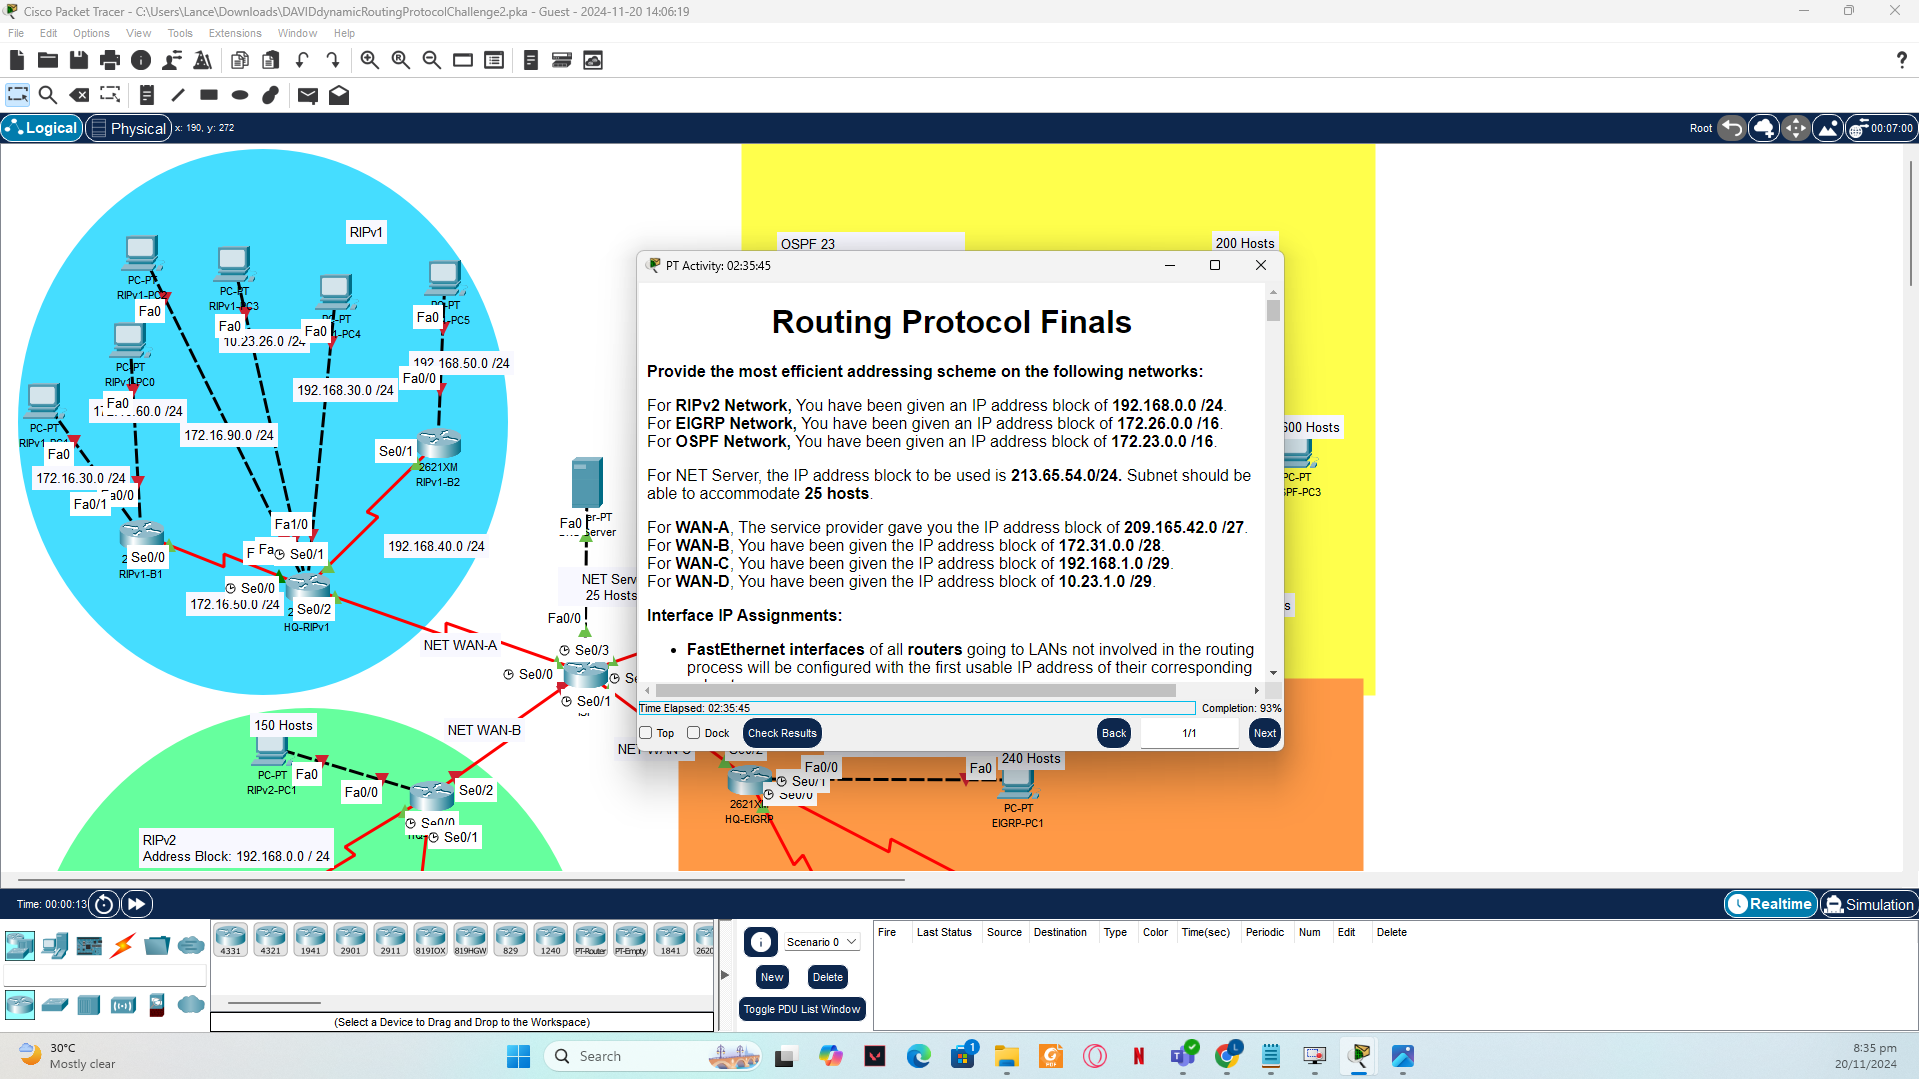 Cisco Packet Tracer - C:\Users\Lance\Downloads\DAVIDdynamicRoutingProtocolChallenge2.pka - Guest - 2024-11-20 14:06:19
File Edit Options View Tools Extensions Window Help
Logical Physical x: 190, y: 272
Root 00:07:00
RIPv1
PC-PT
RIPv1-PC2
Fa0
PC-PT
RIPv1-PC3
Fa0
10.23.26.0 /24
Fa0
PT
1-PC4
PC-PT
-PC5
Fa0
192.168.50.0 /24
Fa0/0
192.168.30.0 /24
PC-PT
RIPv1-PC0
Fa0
60.0 /24
PC-PT
Fa0
172.16.90.0 /24
172.16.30.0 /24
Fa0/1
Se0/1
2621XM
RIPv1-B2
Fa1/0
Se0/1
192.168.40.0 /24
Se0/0
RIPv1-B1
Se0/0
172.16.50.0 /24
Se0/2
HQ-RIPv1
NET WAN-A
Fa0
er-PT
NET Serv
25 Hosts
Fa0/0
Se0/3
Se0/0
Se0/1
NET WAN-B
OSPF 23
200 Hosts
500 Hosts
PC-PT
SPF-PC3
PT Activity: 02:35:45
Routing Protocol Finals
Provide the most efficient addressing scheme on the following networks:
For RIPv2 Network, You have been given an IP address block of 192.168.0.0 /24.
For EIGRP Network, You have been given an IP address block of 172.26.0.0 /16.
For OSPF Network, You have been given an IP address block of 172.23.0.0 /16.
For NET Server, the IP address block to be used is 213.65.54.0/24. Subnet should be
able to accommodate 25 hosts.
For WAN-A, The service provider gave you the IP address block of 209.165.42.0 /27.
For WAN-B, You have been given the IP address block of 172.31.0.0 /28.
For WAN-C, You have been given the IP address block of 192.168.1.0 /29.
For WAN-D, You have been given the IP address block of 10.23.1.0 /29.
Interface IP Assignments:
• FastEthernet interfaces of all routers going to LANs not involved in the routing
process will be configured with the first usable IP address of their corresponding
Time Elapsed: 02:35:45 Completion: 93%
Top Dock Check Results Back 1/1 Next
150 Hosts
PC-PT
RIPv2-PC1
Fa0
Fa0/0
Se0/2
Se0/0
Se0/1
RIPv2
Address Block: 192.168.0.0 / 24
Fa0/0
Se0/1
Se0/0
2621XM
HQ-EIGRP
Fa0
240 Hosts
PC-PT
EIGRP-PC1
Time: 00:00:13
Realtime Simulation
4331 4321 1941 2901 2911 819IOX 819HGW 829 1240 PT-Router PT-Empty 1841 2620
(Select a Device to Drag and Drop to the Workspace)
Scenario 0
New Delete
Toggle PDU List Window
Fire Last Status Source Destination Type Color Time(sec) Periodic Num Edit Delete
30°C
Mostly clear
Search
8:35 pm
20/11/2024